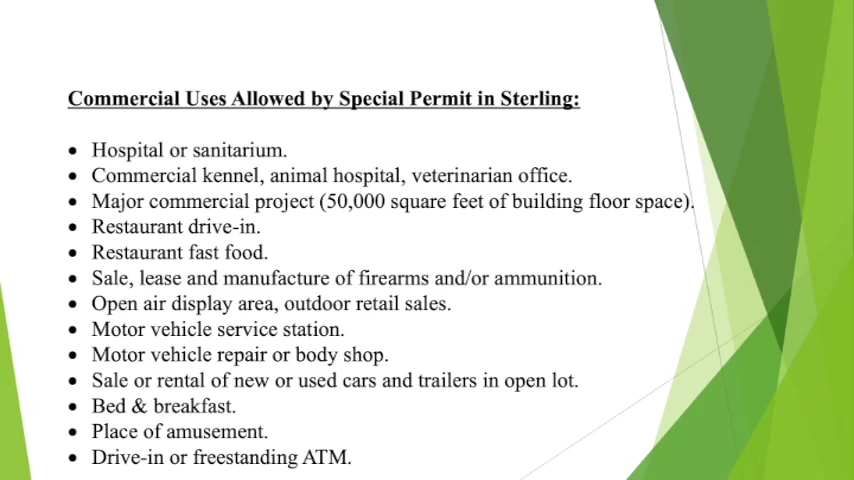 Commercial Uses Allowed by Special Permit in Sterling:
• Hospital or sanitarium.
• Commercial kennel, animal hospital, veterinarian office.
• Major commercial project (50,000 square feet of building floor space).
• Restaurant drive-in.
• Restaurant fast food.
• Sale, lease and manufacture of firearms and/or ammunition.
• Open air display area, outdoor retail sales.
• Motor vehicle service station.
• Motor vehicle repair or body shop.
• Sale or rental of new or used cars and trailers in open lot.
• Bed & breakfast.
• Place of amusement.
• Drive-in or freestanding ATM.